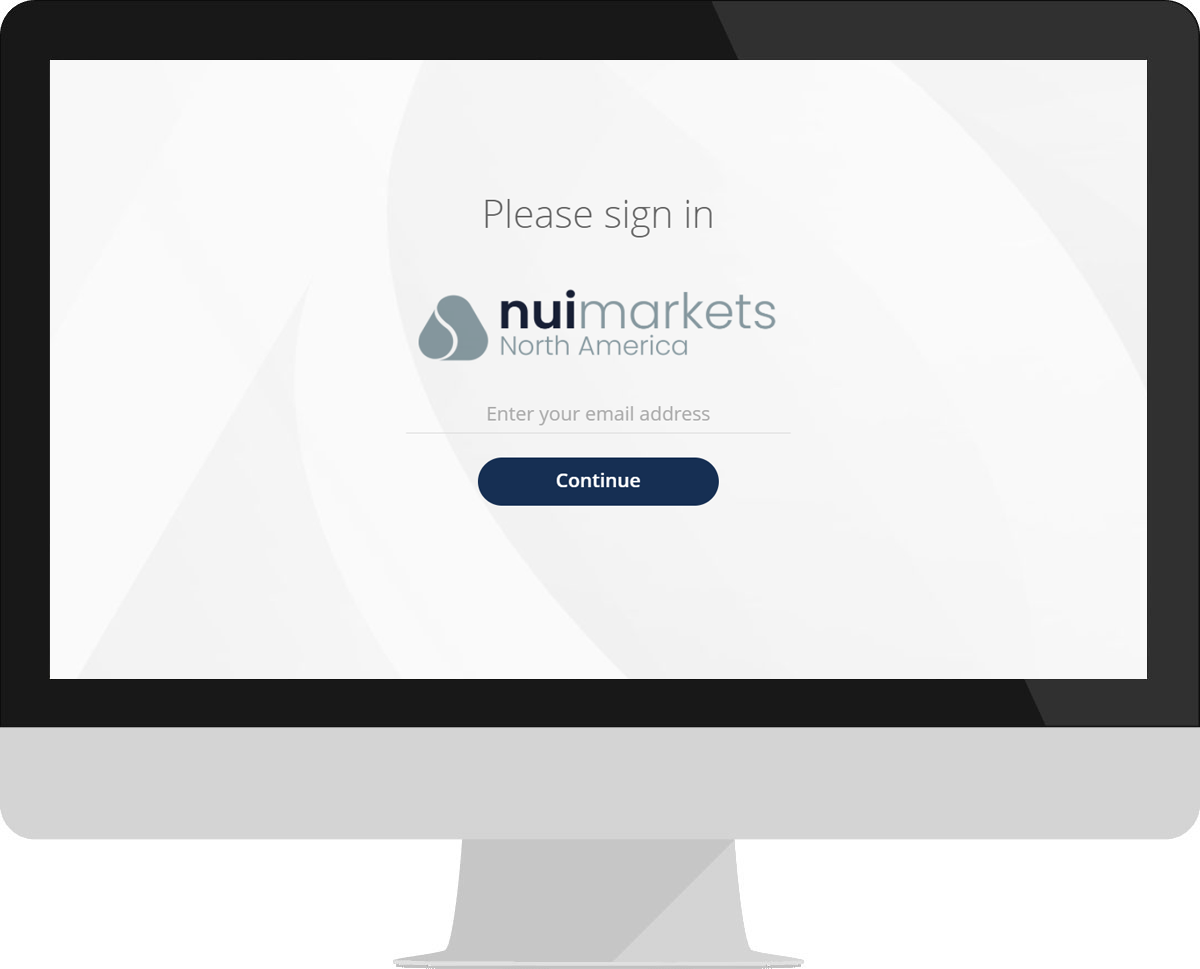 Please sign in
nuimarkets
North America
Enter your email address
Continue